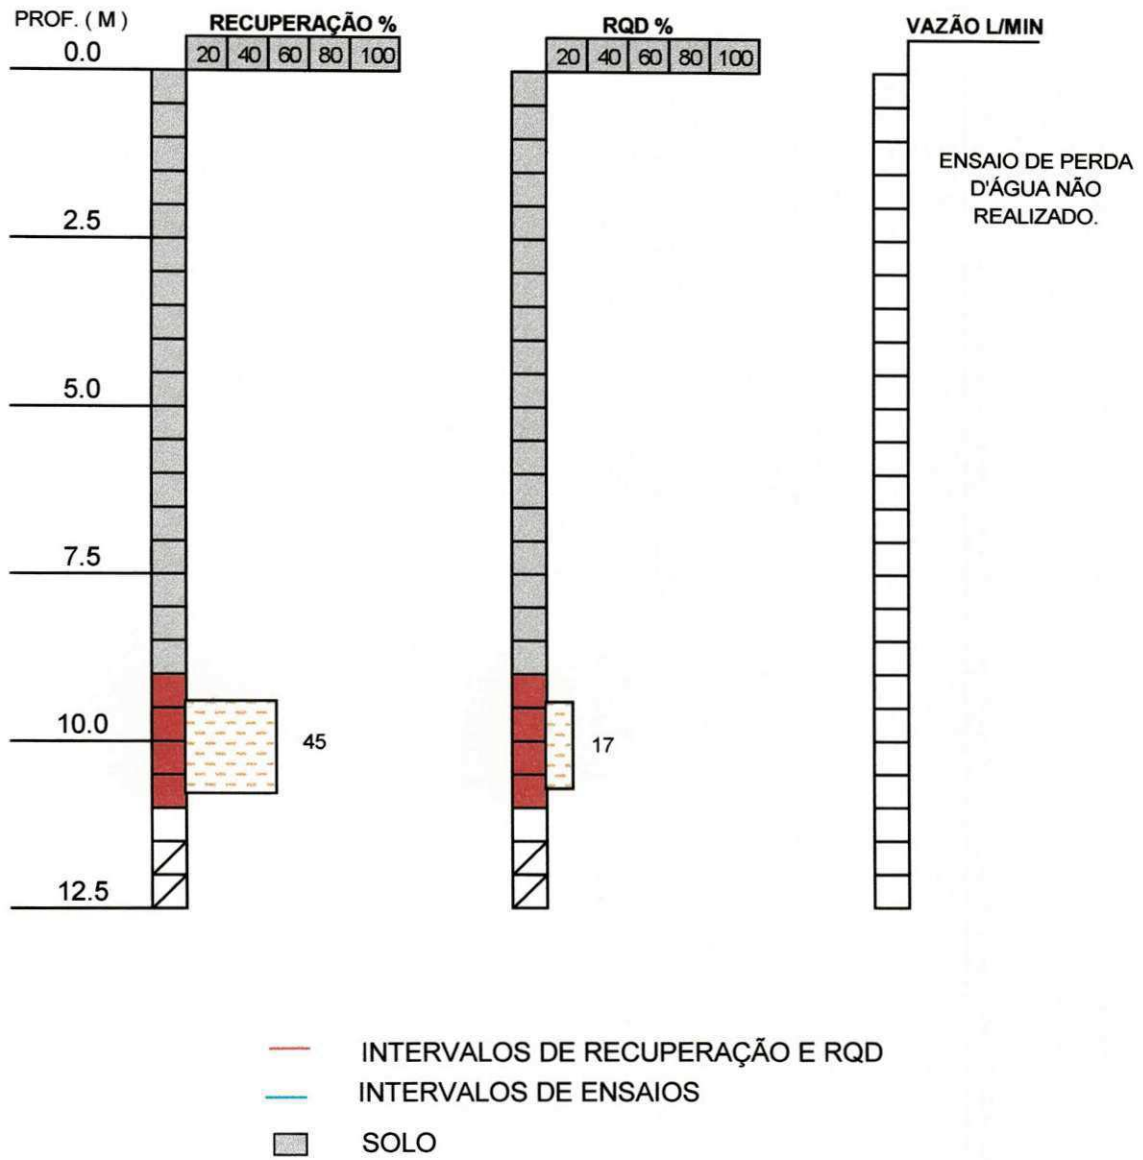 PROF. ( M )
RECUPERAÇÃO %
RQD %
VAZÃO L/MIN
0.0
20 40 60 80 100
20 40 60 80 100
ENSAIO DE PERDA
D'ÁGUA NÃO
REALIZADO.
2.5
5.0
7.5
10.0
45
17
12.5
INTERVALOS DE RECUPERAÇÃO E RQD
INTERVALOS DE ENSAIOS
SOLO